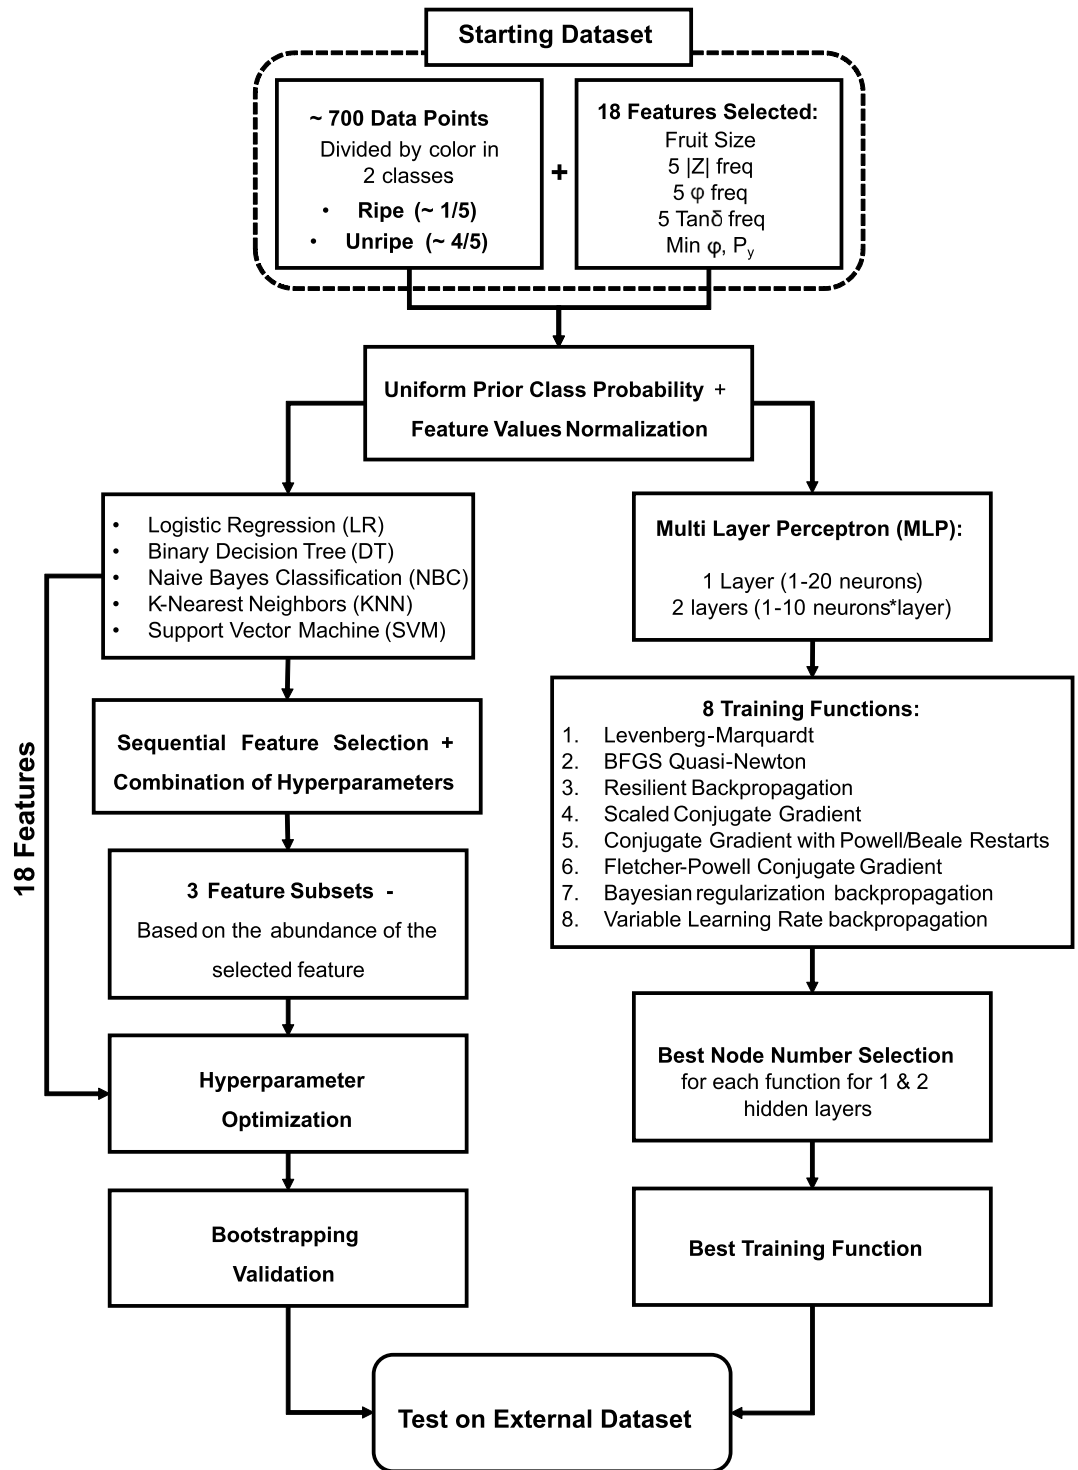 Starting Dataset
~ 700 Data Points
Divided by color in
2 classes
• Ripe (~ 1/5)
• Unripe (~ 4/5)
+
18 Features Selected:
Fruit Size
5 |Z| freq
5 φ freq
5 Tanδ freq
Min φ, Py
Uniform Prior Class Probability +
Feature Values Normalization
• Logistic Regression (LR)
• Binary Decision Tree (DT)
• Naive Bayes Classification (NBC)
• K-Nearest Neighbors (KNN)
• Support Vector Machine (SVM)
18 Features
Sequential Feature Selection +
Combination of Hyperparameters
3 Feature Subsets -
Based on the abundance of the
selected feature
Hyperparameter
Optimization
Bootstrapping
Validation
Multi Layer Perceptron (MLP):
1 Layer (1-20 neurons)
2 layers (1-10 neurons*layer)
8 Training Functions:
1. Levenberg-Marquardt
2. BFGS Quasi-Newton
3. Resilient Backpropagation
4. Scaled Conjugate Gradient
5. Conjugate Gradient with Powell/Beale Restarts
6. Fletcher-Powell Conjugate Gradient
7. Bayesian regularization backpropagation
8. Variable Learning Rate backpropagation
Best Node Number Selection
for each function for 1 & 2
hidden layers
Best Training Function
Test on External Dataset